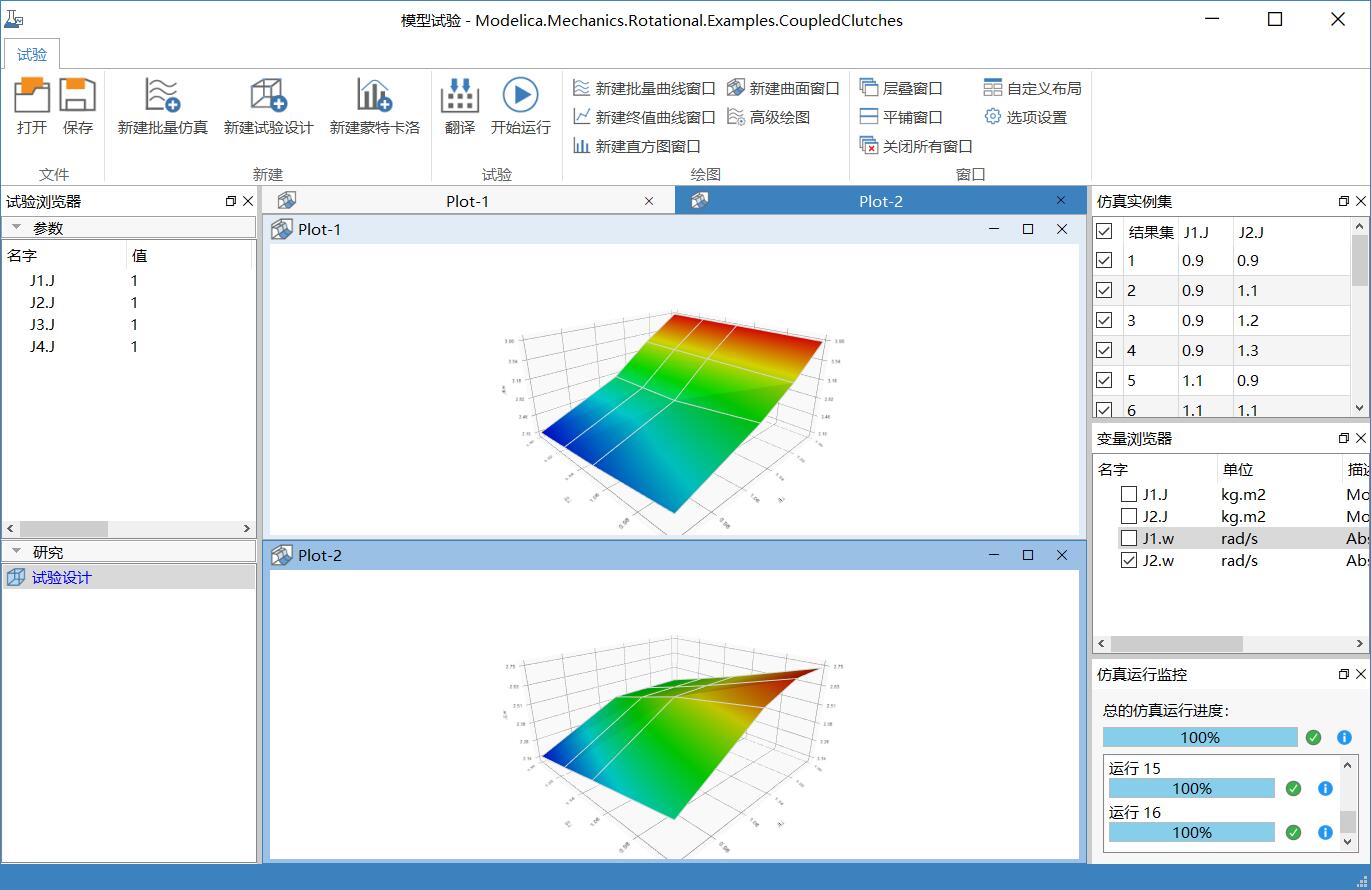 模型试验 - Modelica.Mechanics.Rotational.Examples.CoupledClutches
试验
打开
保存
文件
新建批量仿真
新建试验设计
新建蒙特卡洛
新建
翻译
开始运行
试验
新建批量曲线窗口
新建曲面窗口
新建终值曲线窗口
高级绘图
新建直方图窗口
绘图
层叠窗口
自定义布局
平铺窗口
选项设置
关闭所有窗口
窗口
试验浏览器
参数
名字 值
J1.J 1
J2.J 1
J3.J 1
J4.J 1
研究
试验设计
Plot-1
Plot-2
Plot-1
Plot-2
仿真实例集
结果集 J1.J J2.J
1 0.9 0.9
2 0.9 1.1
3 0.9 1.2
4 0.9 1.3
5 1.1 0.9
6 1.1 1.1
变量浏览器
名字 单位
J1.J kg.m2 Mo
J2.J kg.m2 Mo
J1.w rad/s Abs
J2.w rad/s Abs
仿真运行监控
总的仿真运行进度:
100%
运行 15
100%
运行 16
100%